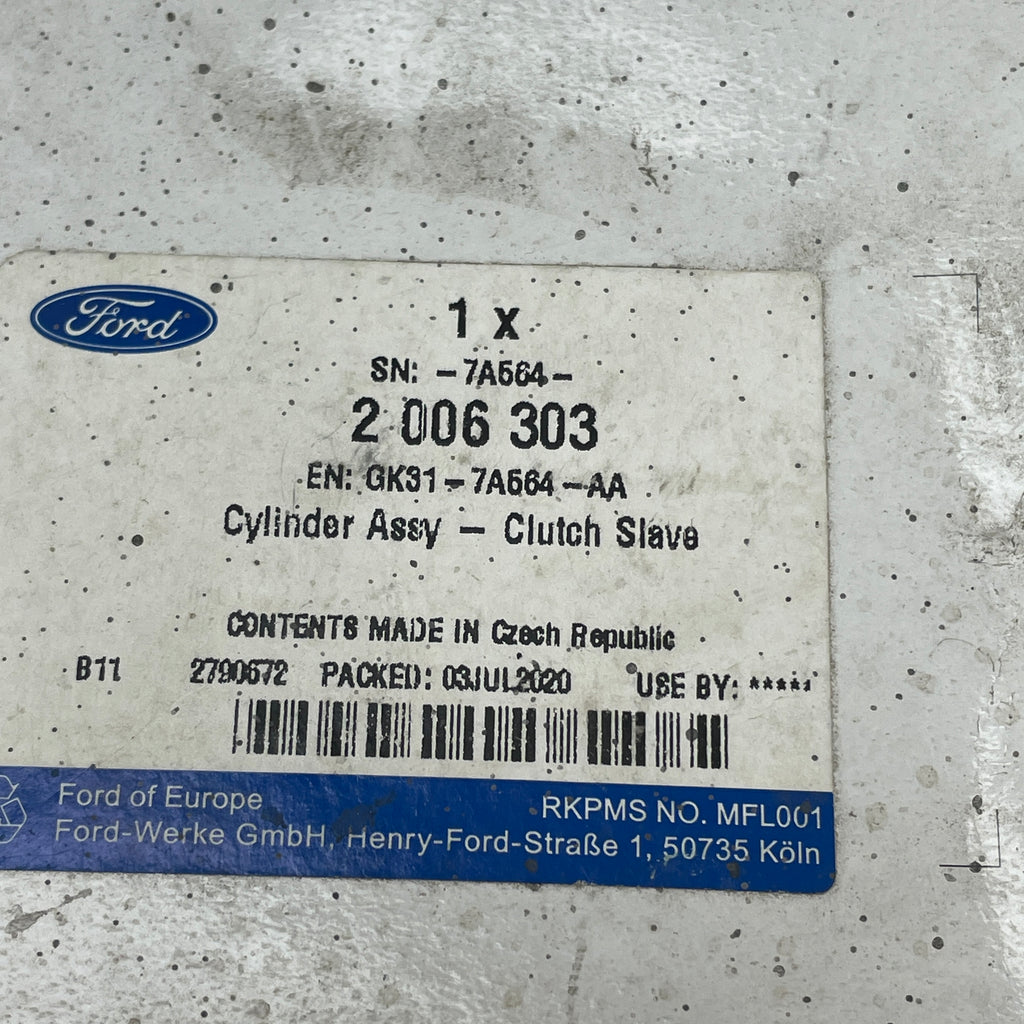 Ford
1 x
SN: -7A564-
2 006 303
EN: GK31-7A564-AA
Cylinder Assy - Clutch Slave
CONTENTS MADE IN Czech Republic
B11 2790672 PACKED: 03JUL2020 USE BY: *****
Ford of Europe RKPMS NO. MFL001
Ford-Werke GmbH, Henry-Ford-Straße 1, 50735 Köln